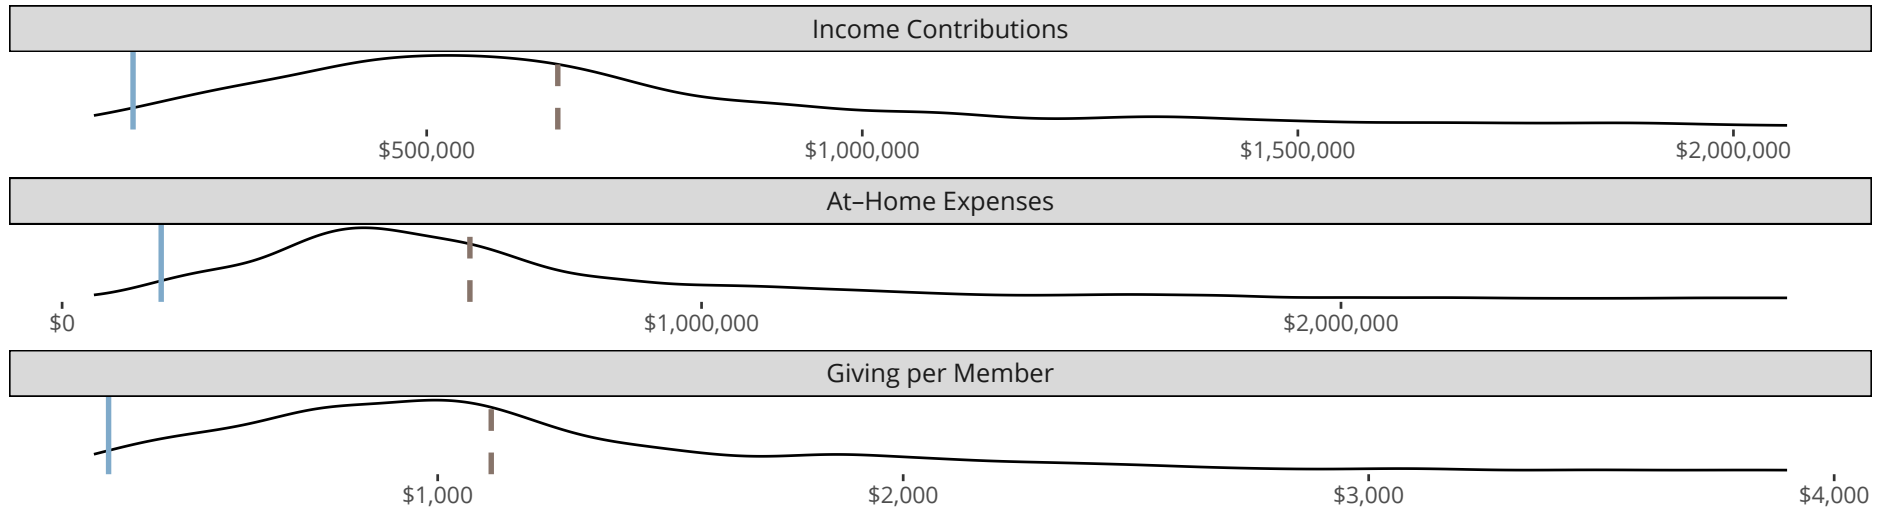 Income Contributions
$500,000 $1,000,000 $1,500,000 $2,000,000
At–Home Expenses
$0 $1,000,000 $2,000,000
Giving per Member
$1,000 $2,000 $3,000 $4,000